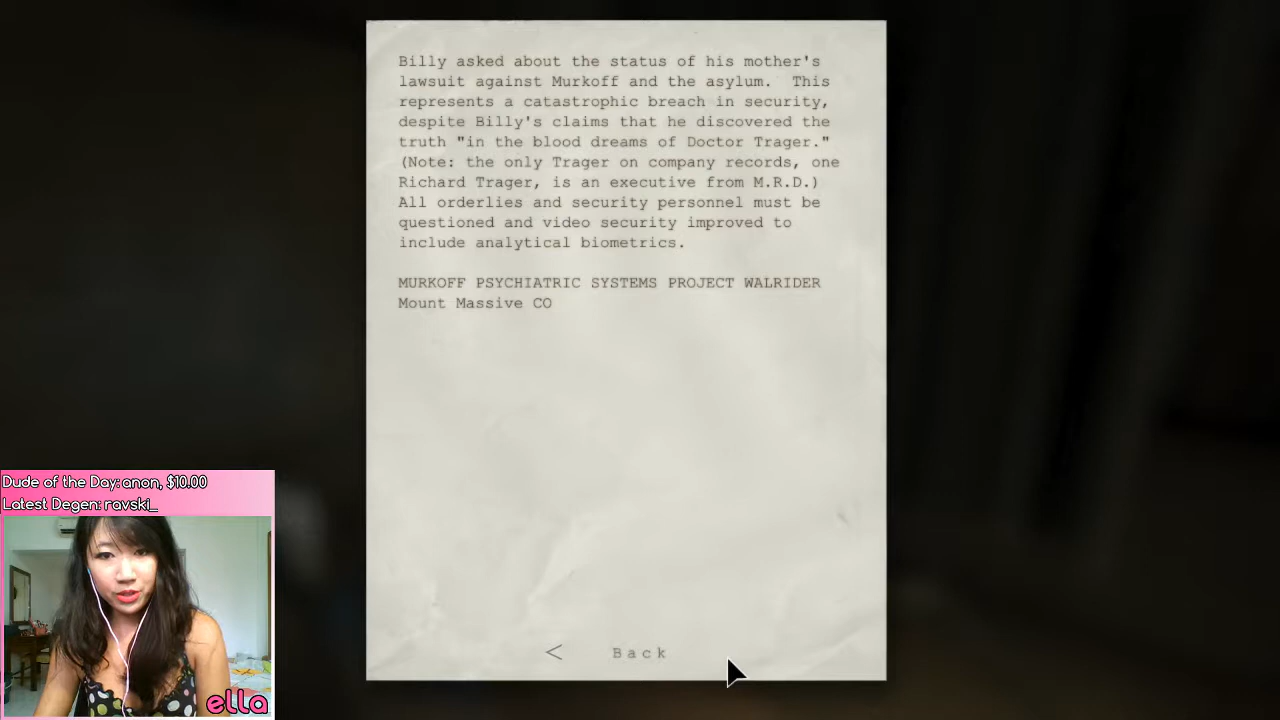 Billy asked about the status of his mother's
lawsuit against Murkoff and the asylum. This
represents a catastrophic breach in security,
despite Billy's claims that he discovered the
truth "in the blood dreams of Doctor Trager."
(Note: the only Trager on company records, one
Richard Trager, is an executive from M.R.D.)
All orderlies and security personnel must be
questioned and video security improved to
include analytical biometrics.
MURKOFF PSYCHIATRIC SYSTEMS PROJECT WALRIDER
Mount Massive CO
< Back
Dude of the Day: anon, $10.00
Latest Degen: ravski_
ella